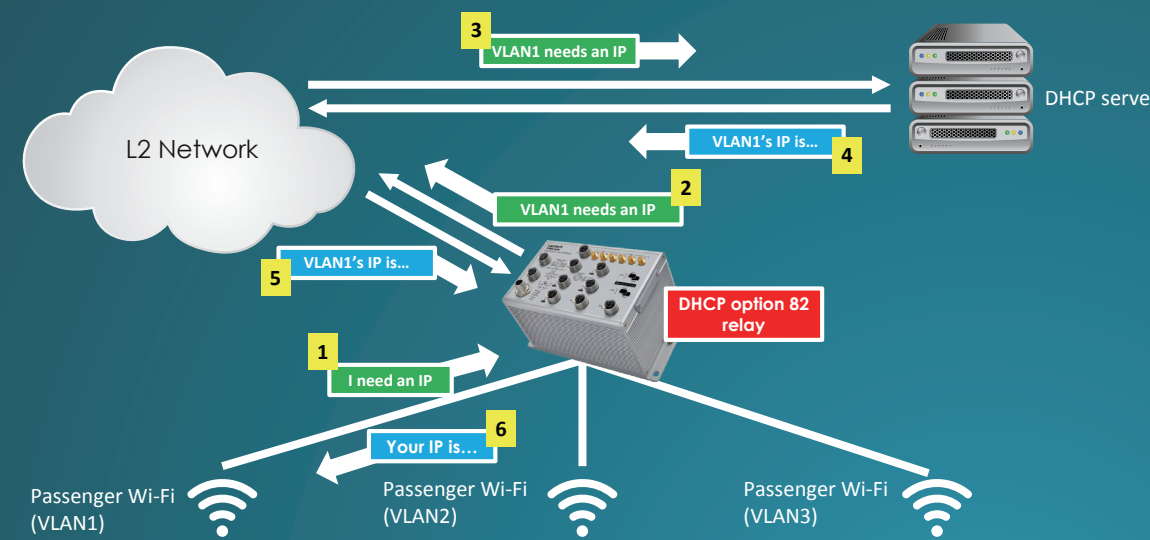 3
VLAN1 needs an IP
DHCP serve
L2 Network
VLAN1's IP is...
4
2
VLAN1 needs an IP
VLAN1's IP is...
5
DHCP option 82
relay
1
I need an IP
6
Your IP is...
Passenger Wi-Fi
(VLAN1)
Passenger Wi-Fi
(VLAN2)
Passenger Wi-Fi
(VLAN3)